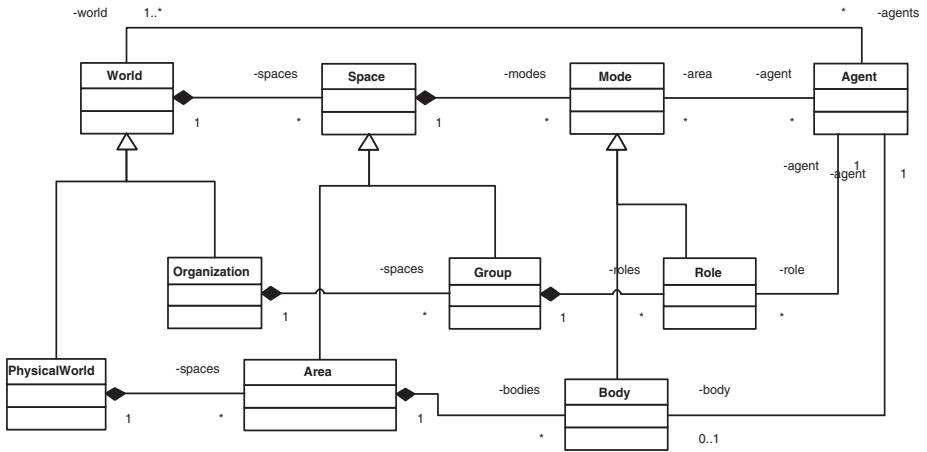 -world 1..* * -agents
World -spaces Space -modes Mode -area -agent Agent
1 * 1 * * *
-agent 1 -agent 1
Organization -spaces Group -roles Role -role
1 * 1 * *
PhysicalWorld -spaces Area -bodies Body -body
1 * 1 * 0..1